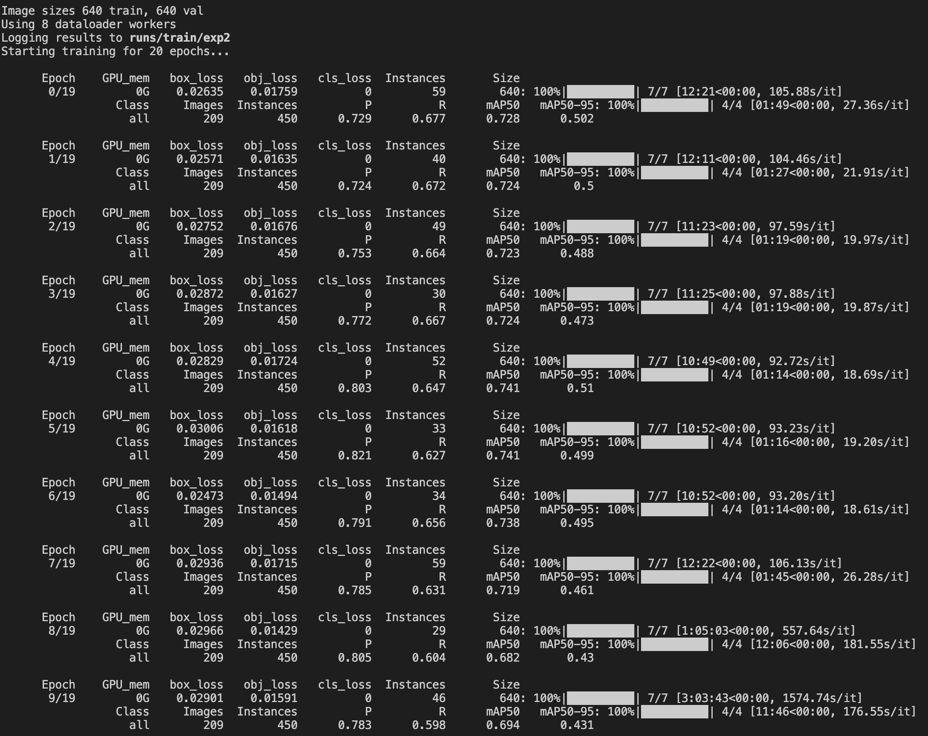 Image sizes 640 train, 640 val
Using 8 dataloader workers
Logging results to runs/train/exp2
Starting training for 20 epochs...
Epoch GPU_mem box_loss obj_loss cls_loss Instances Size
0/19 0G 0.02635 0.01759 0 59 640: 100%| | 7/7 [12:21<00:00, 105.88s/it]
Class Images Instances P R mAP50 mAP50-95: 100%| | 4/4 [01:49<00:00, 27.36s/it]
all 209 450 0.729 0.677 0.728 0.502
Epoch GPU_mem box_loss obj_loss cls_loss Instances Size
1/19 0G 0.02571 0.01635 0 40 640: 100%| | 7/7 [12:11<00:00, 104.46s/it]
Class Images Instances P R mAP50 mAP50-95: 100%| | 4/4 [01:27<00:00, 21.91s/it]
all 209 450 0.724 0.672 0.724 0.5
Epoch GPU_mem box_loss obj_loss cls_loss Instances Size
2/19 0G 0.02752 0.01676 0 49 640: 100%| | 7/7 [11:23<00:00, 97.59s/it]
Class Images Instances P R mAP50 mAP50-95: 100%| | 4/4 [01:19<00:00, 19.97s/it]
all 209 450 0.753 0.664 0.723 0.488
Epoch GPU_mem box_loss obj_loss cls_loss Instances Size
3/19 0G 0.02872 0.01627 0 30 640: 100%| | 7/7 [11:25<00:00, 97.88s/it]
Class Images Instances P R mAP50 mAP50-95: 100%| | 4/4 [01:19<00:00, 19.87s/it]
all 209 450 0.772 0.667 0.724 0.473
Epoch GPU_mem box_loss obj_loss cls_loss Instances Size
4/19 0G 0.02829 0.01724 0 52 640: 100%| | 7/7 [10:49<00:00, 92.72s/it]
Class Images Instances P R mAP50 mAP50-95: 100%| | 4/4 [01:14<00:00, 18.69s/it]
all 209 450 0.803 0.647 0.741 0.51
Epoch GPU_mem box_loss obj_loss cls_loss Instances Size
5/19 0G 0.03006 0.01618 0 33 640: 100%| | 7/7 [10:52<00:00, 93.23s/it]
Class Images Instances P R mAP50 mAP50-95: 100%| | 4/4 [01:16<00:00, 19.20s/it]
all 209 450 0.821 0.627 0.741 0.499
Epoch GPU_mem box_loss obj_loss cls_loss Instances Size
6/19 0G 0.02473 0.01494 0 34 640: 100%| | 7/7 [10:52<00:00, 93.20s/it]
Class Images Instances P R mAP50 mAP50-95: 100%| | 4/4 [01:14<00:00, 18.61s/it]
all 209 450 0.791 0.656 0.738 0.495
Epoch GPU_mem box_loss obj_loss cls_loss Instances Size
7/19 0G 0.02936 0.01715 0 59 640: 100%| | 7/7 [12:22<00:00, 106.13s/it]
Class Images Instances P R mAP50 mAP50-95: 100%| | 4/4 [01:45<00:00, 26.28s/it]
all 209 450 0.785 0.631 0.719 0.461
Epoch GPU_mem box_loss obj_loss cls_loss Instances Size
8/19 0G 0.02966 0.01429 0 29 640: 100%| | 7/7 [1:05:03<00:00, 557.64s/it]
Class Images Instances P R mAP50 mAP50-95: 100%| | 4/4 [12:06<00:00, 181.55s/it]
all 209 450 0.805 0.604 0.682 0.43
Epoch GPU_mem box_loss obj_loss cls_loss Instances Size
9/19 0G 0.02901 0.01591 0 46 640: 100%| | 7/7 [3:03:43<00:00, 1574.74s/it]
Class Images Instances P R mAP50 mAP50-95: 100%| | 4/4 [11:46<00:00, 176.55s/it]
all 209 450 0.783 0.598 0.694 0.431